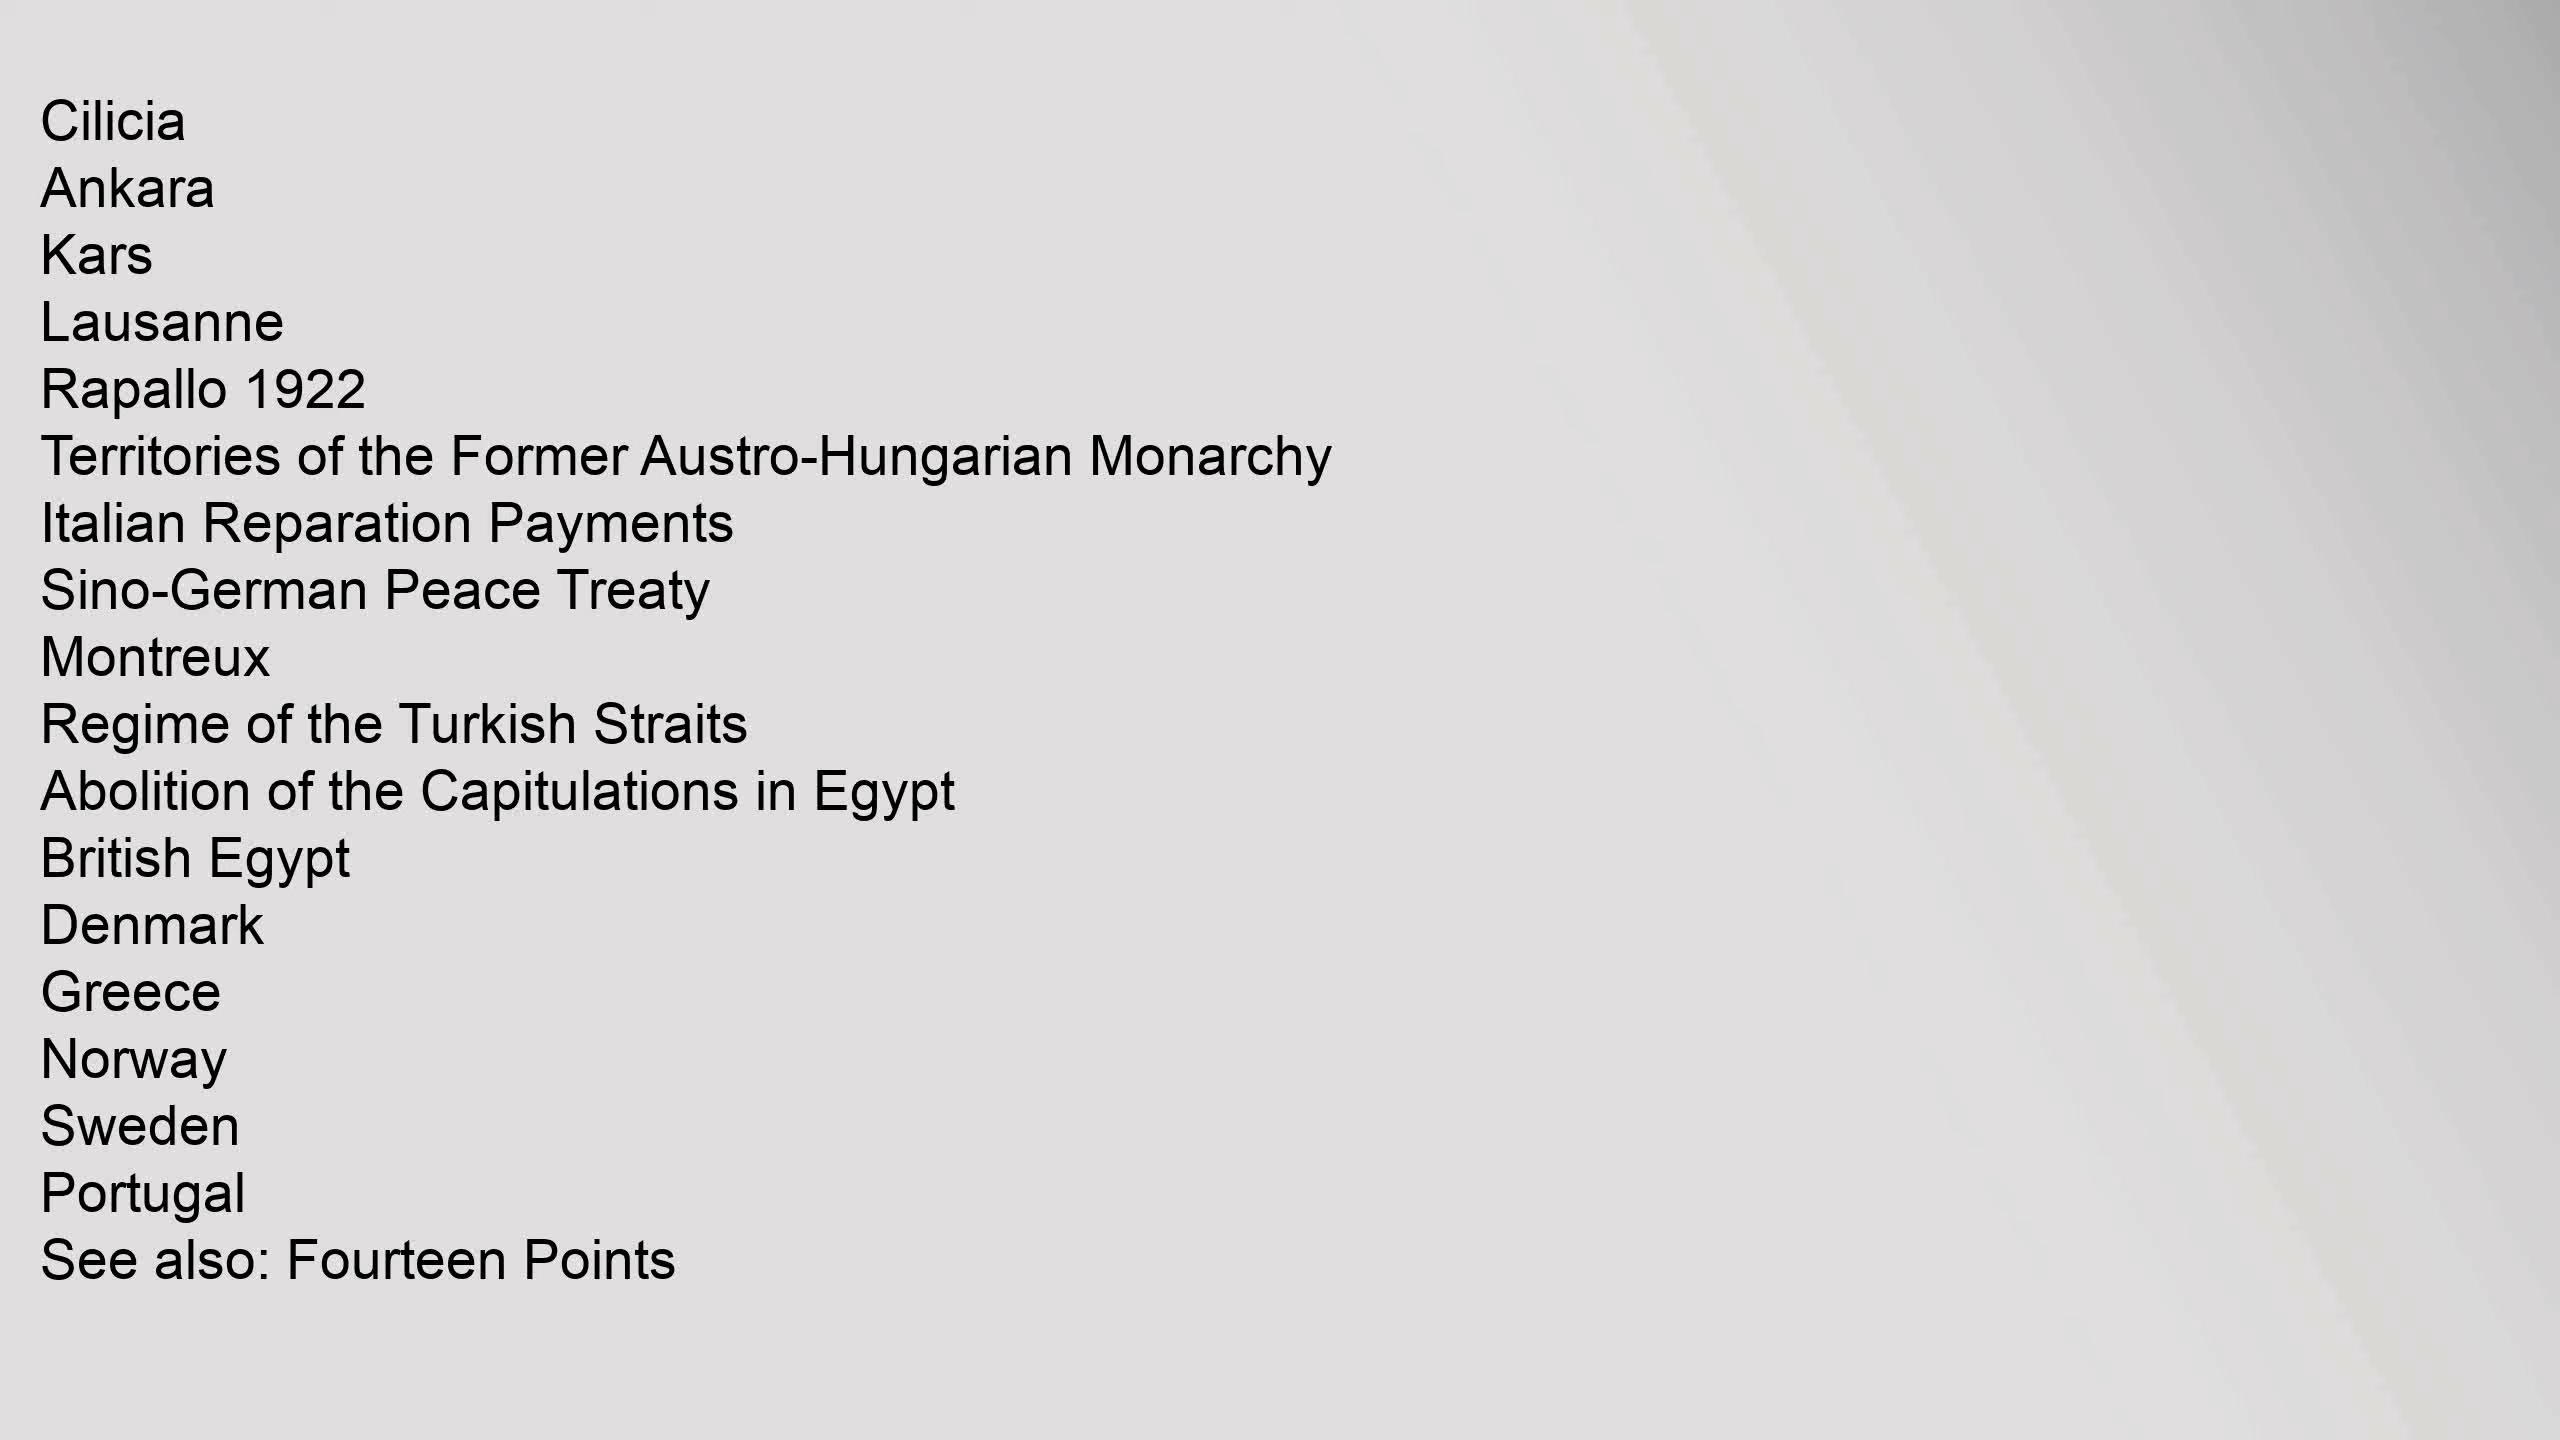 Cilicia
Ankara
Kars
Lausanne
Rapallo 1922
Territories of the Former Austro-Hungarian Monarchy
Italian Reparation Payments
Sino-German Peace Treaty
Montreux
Regime of the Turkish Straits
Abolition of the Capitulations in Egypt
British Egypt
Denmark
Greece
Norway
Sweden
Portugal
See also: Fourteen Points